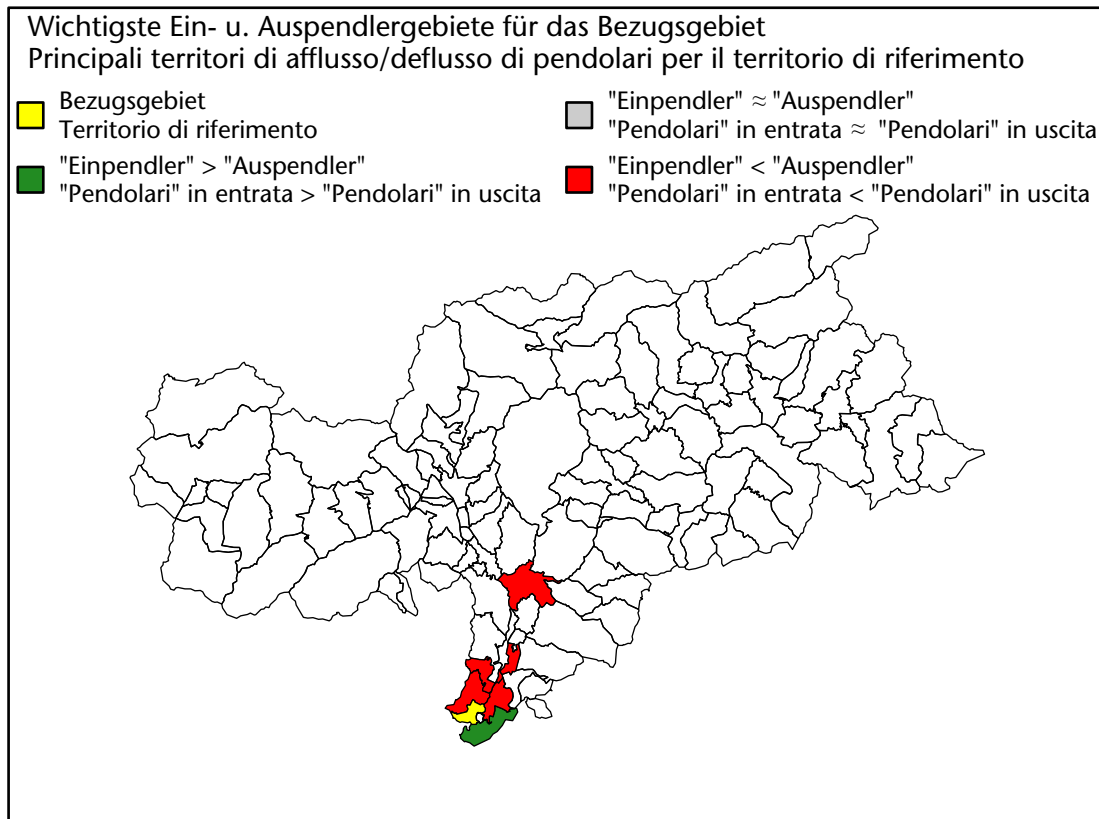 Wichtigste Ein- u. Auspendlergebiete für das Bezugsgebiet
Principali territori di afflusso/deflusso di pendolari per il territorio di riferimento
Bezugsgebiet
Territorio di riferimento
"Einpendler" > "Auspendler"
"Pendolari" in entrata > "Pendolari" in uscita
"Einpendler" ≈ "Auspendler"
"Pendolari" in entrata ≈ "Pendolari" in uscita
"Einpendler" < "Auspendler"
"Pendolari" in entrata < "Pendolari" in uscita